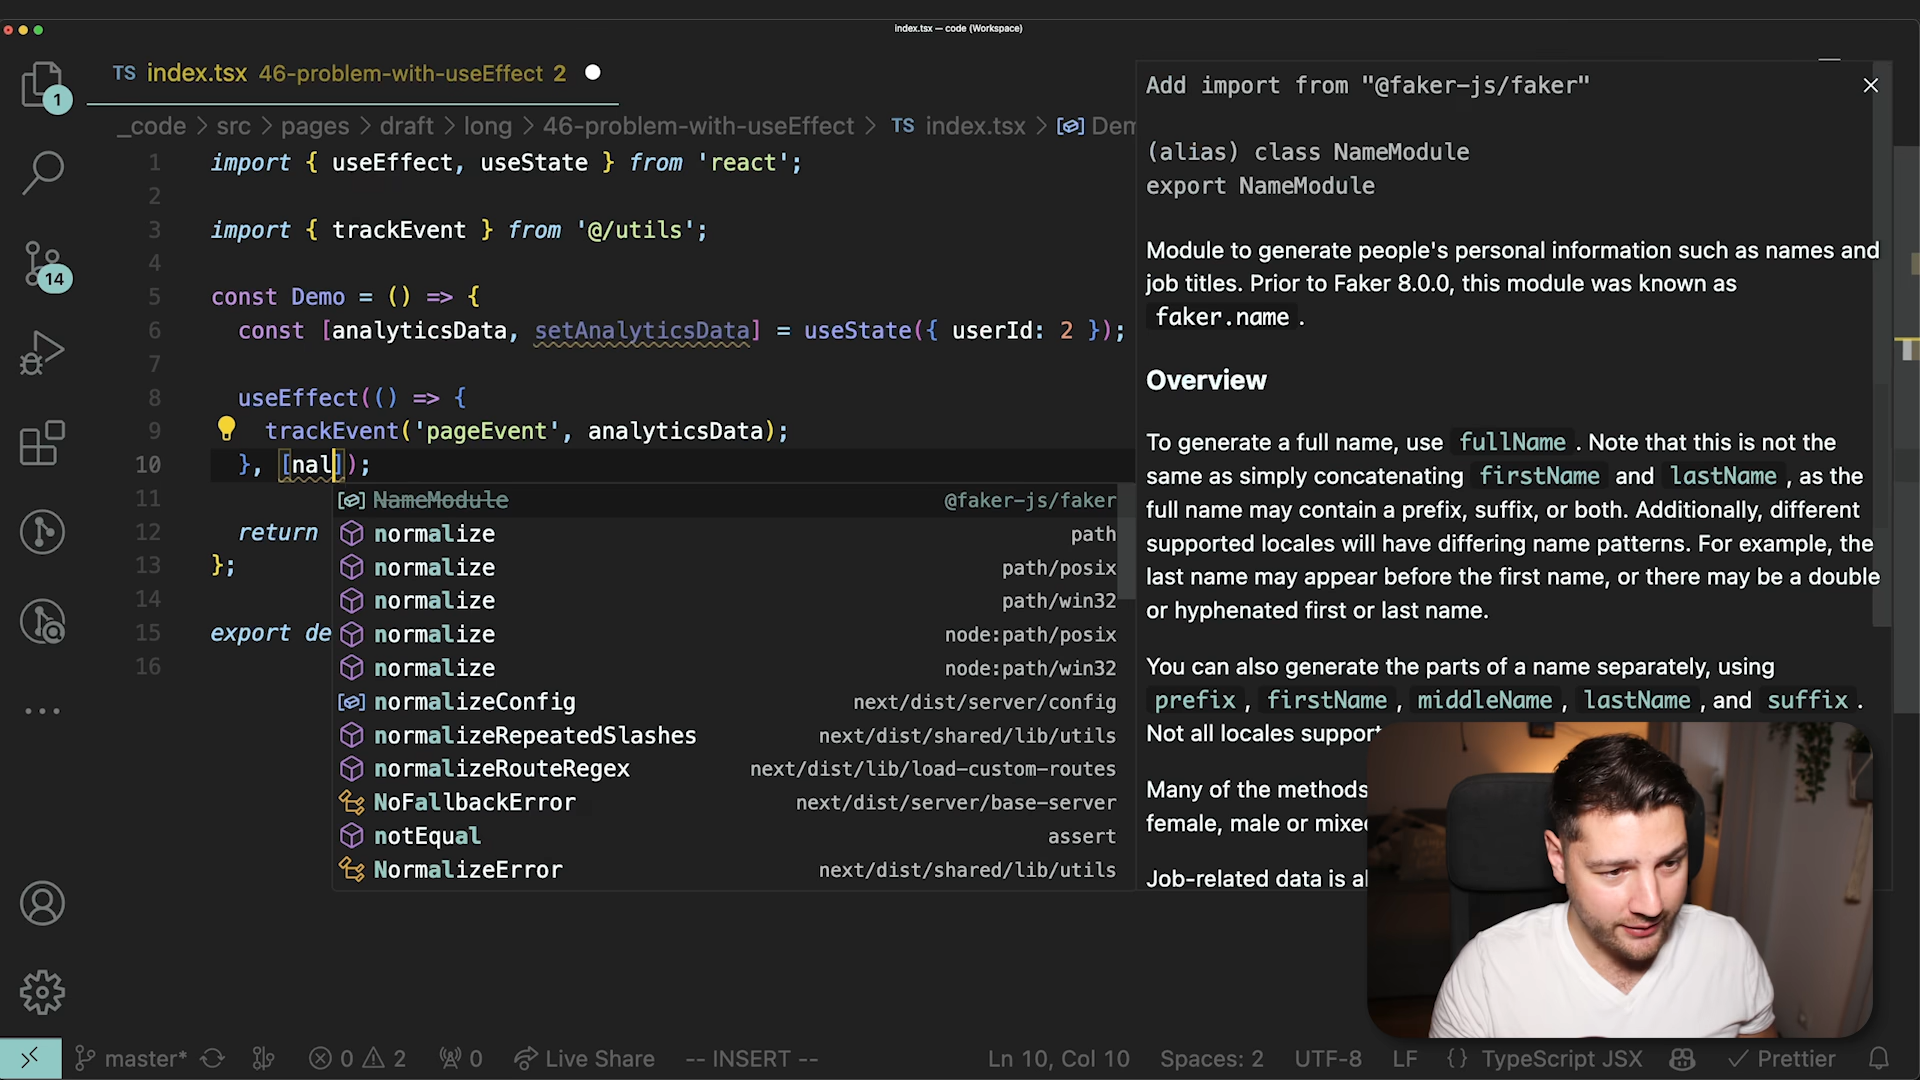 index.tsx — code (Workspace)
TS index.tsx 46-problem-with-useEffect 2
_code > src > pages > draft > long > 46-problem-with-useEffect > TS index.tsx > Dem
1 import { useEffect, useState } from 'react';
2
3 import { trackEvent } from '@/utils';
4
5 const Demo = () => {
6 const [analyticsData, setAnalyticsData] = useState({ userId: 2 });
7
8 useEffect(() => {
9 trackEvent('pageEvent', analyticsData);
10 }, [nal]);
11
12 return
13 };
14
15 export de
16
NameModule @faker-js/faker
normalize path
normalize path/posix
normalize path/win32
normalize node:path/posix
normalize node:path/win32
normalizeConfig next/dist/server/config
normalizeRepeatedSlashes next/dist/shared/lib/utils
normalizeRouteRegex next/dist/lib/load-custom-routes
NoFallbackError next/dist/server/base-server
notEqual assert
NormalizeError next/dist/shared/lib/utils
Add import from "@faker-js/faker"
(alias) class NameModule
export NameModule
Module to generate people's personal information such as names and
job titles. Prior to Faker 8.0.0, this module was known as
faker.name .
Overview
To generate a full name, use fullName . Note that this is not the
same as simply concatenating firstName and lastName , as the
full name may contain a prefix, suffix, or both. Additionally, different
supported locales will have differing name patterns. For example, the
last name may appear before the first name, or there may be a double
or hyphenated first or last name.
You can also generate the parts of a name separately, using
prefix , firstName , middleName , lastName , and suffix .
Not all locales support
Many of the methods
female, male or mixed
Job-related data is al
1
14
master* 0 2 0 Live Share -- INSERT -- Ln 10, Col 10 Spaces: 2 UTF-8 LF {} TypeScript JSX Prettier